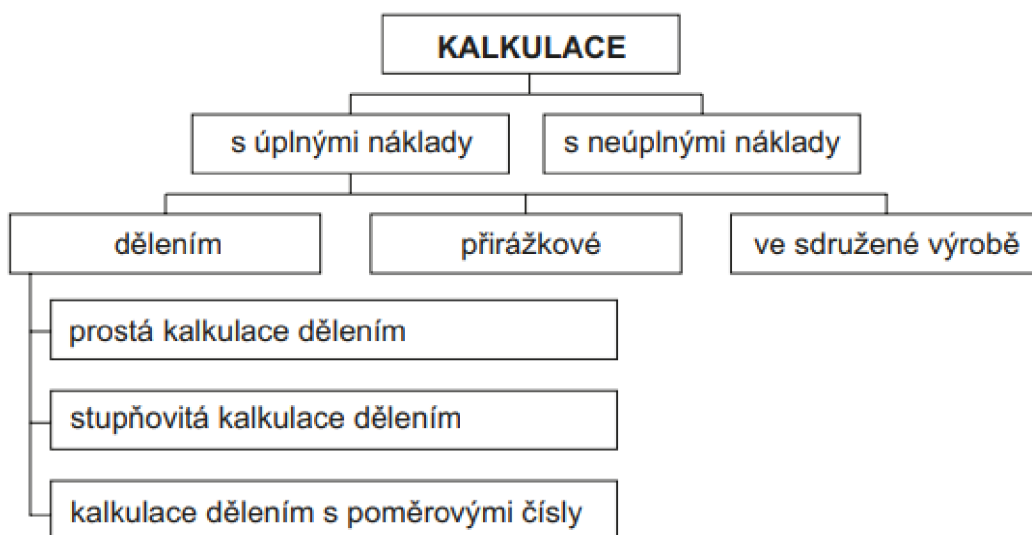 KALKULACE
s úplnými náklady
s neúplnými náklady
dělením
přirážkové
ve sdružené výrobě
prostá kalkulace dělením
stupňovitá kalkulace dělením
kalkulace dělením s poměrovými čísly